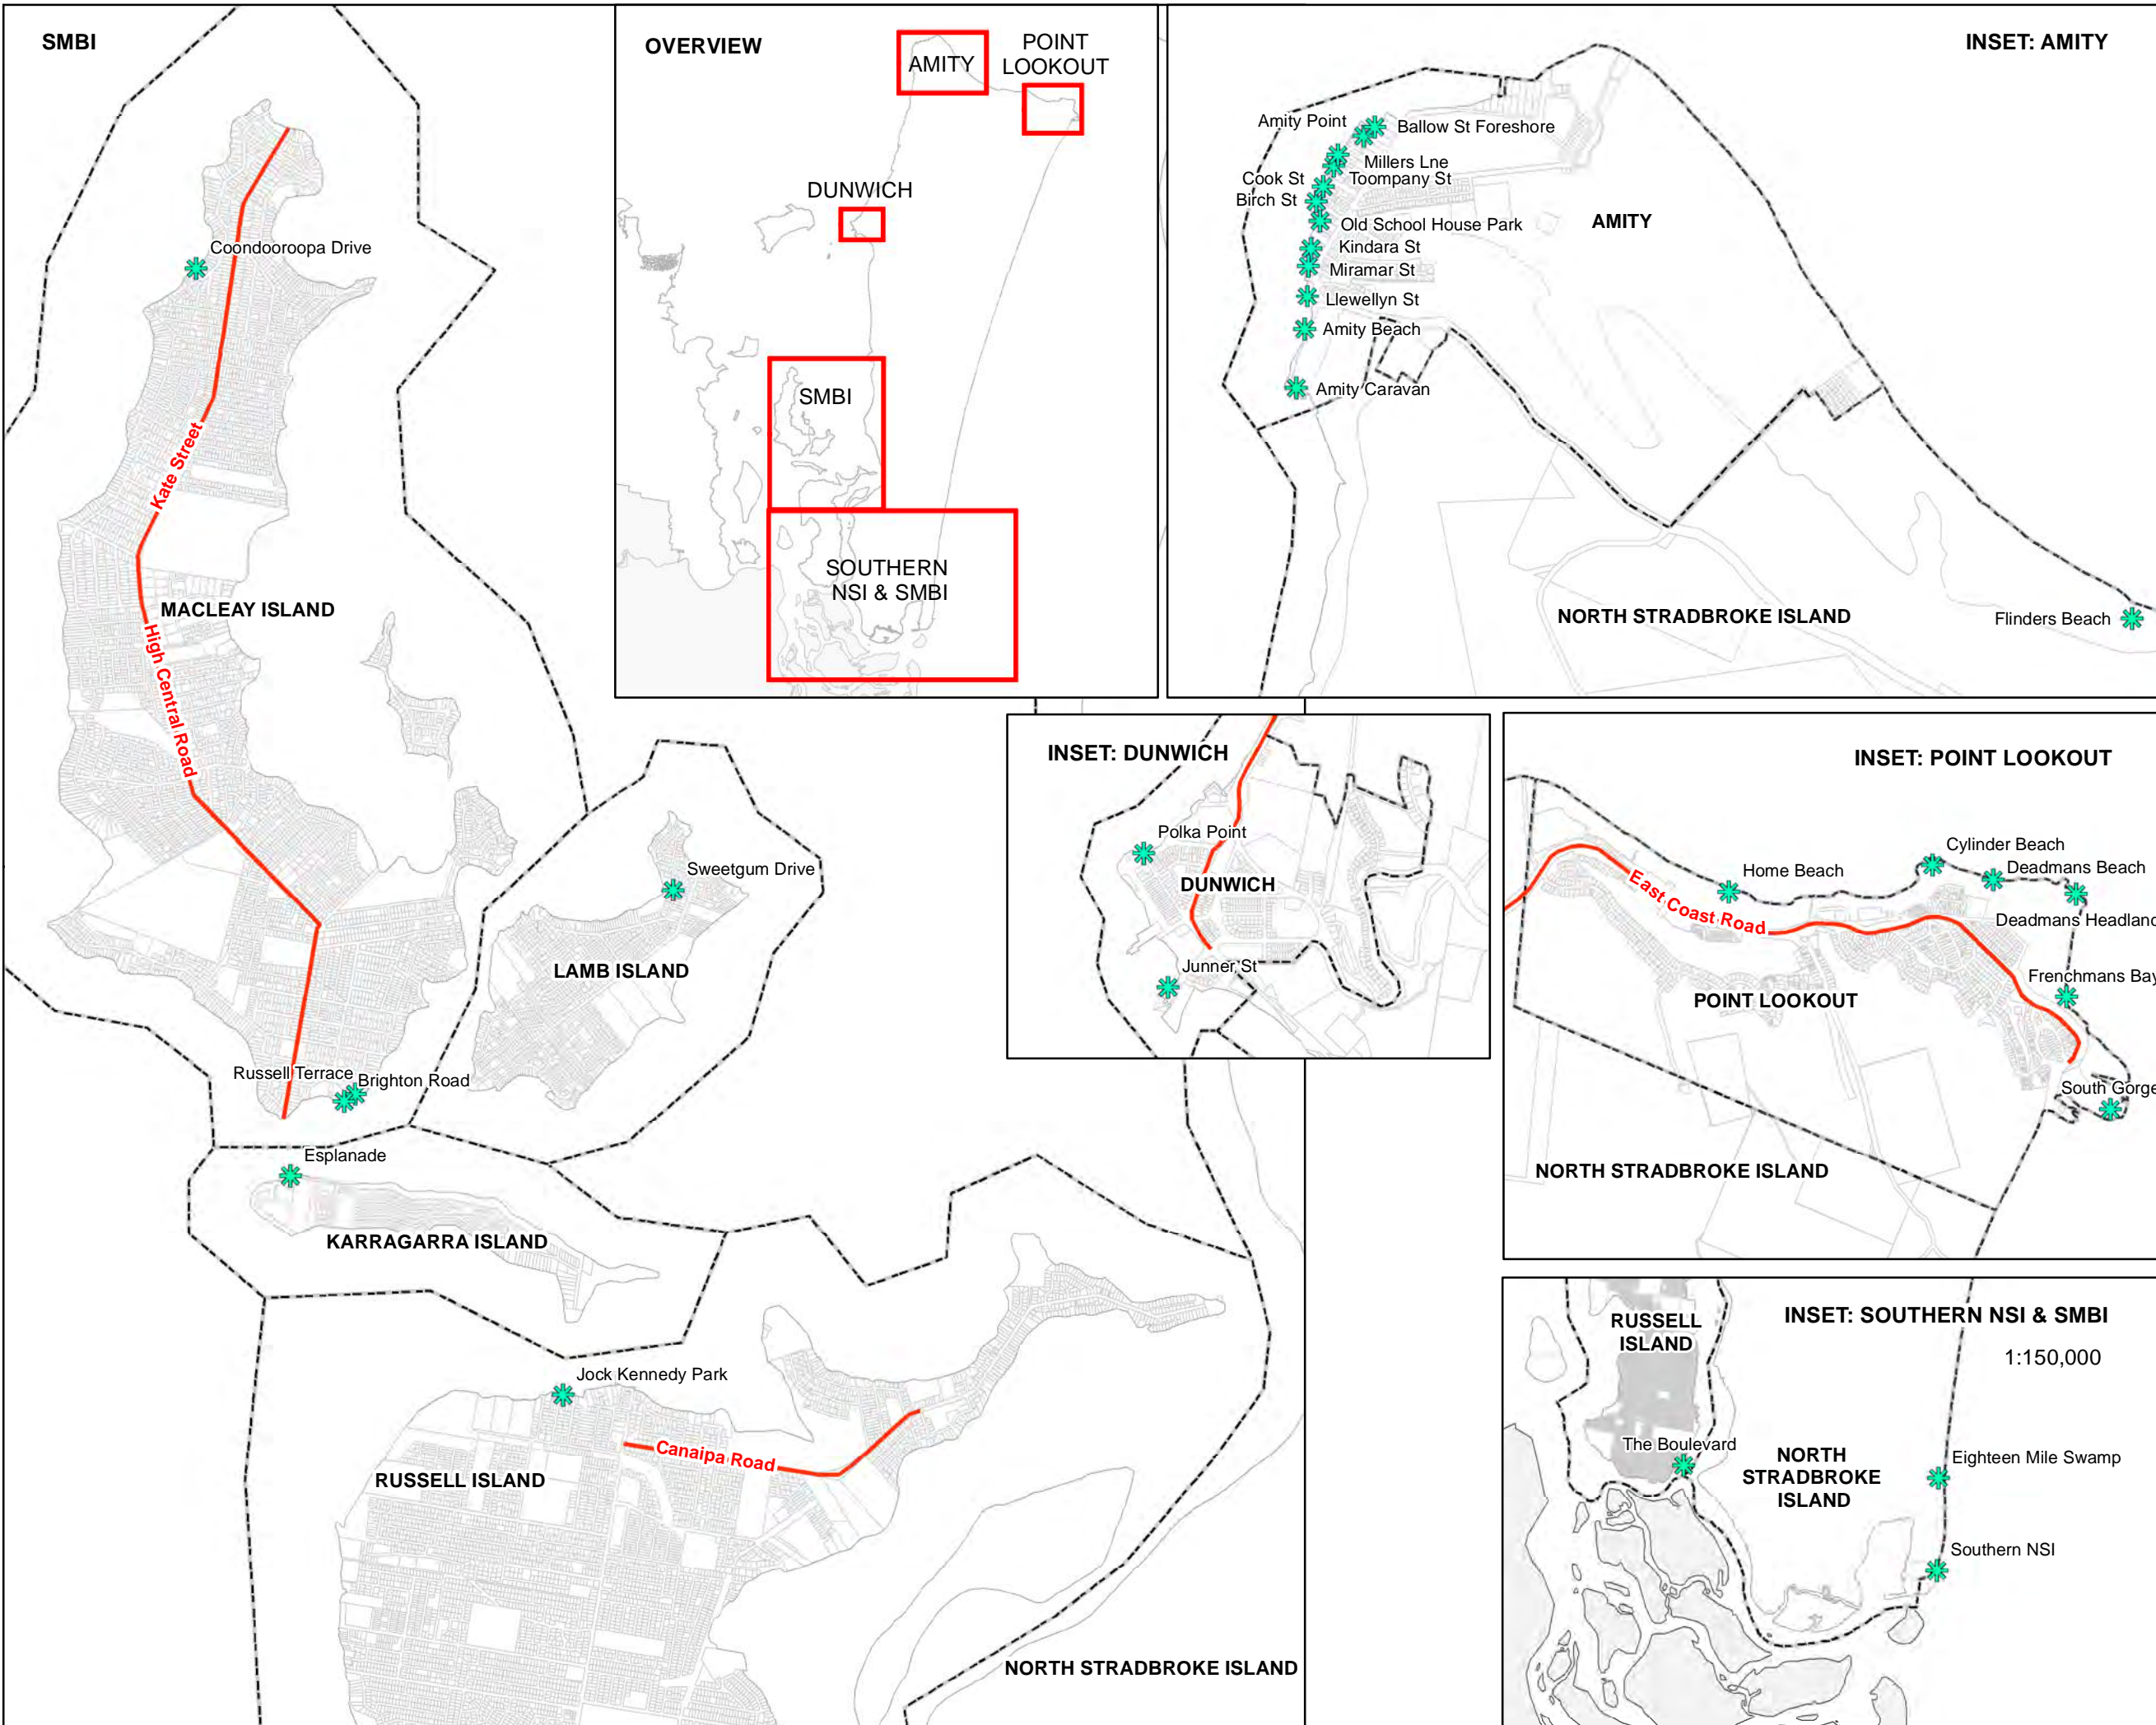 SMBI
Coondooroopa Drive
Kate Street
MACLEAY ISLAND
High Central Road
Sweetgum Drive
LAMB ISLAND
Russell Terrace
Brighton Road
Esplanade
KARRAGARRA ISLAND
Jock Kennedy Park
Canaipa Road
RUSSELL ISLAND
NORTH STRADBROKE ISLAND
OVERVIEW
AMITY
POINT
LOOKOUT
DUNWICH
SMBI
SOUTHERN
NSI & SMBI
INSET: AMITY
Amity Point
Ballow St Foreshore
Millers Lne
Cook St
Toompany St
Birch St
Old School House Park
AMITY
Kindara St
Miramar St
Llewellyn St
Amity Beach
Amity Caravan
NORTH STRADBROKE ISLAND
Flinders Beach
INSET: DUNWICH
Polka Point
DUNWICH
Junner St
INSET: POINT LOOKOUT
Cylinder Beach
Home Beach
Deadmans Beach
East Coast Road
Deadmans Headland
Frenchmans Bay
POINT LOOKOUT
South Gorge
NORTH STRADBROKE ISLAND
INSET: SOUTHERN NSI & SMBI
1:150,000
RUSSELL
ISLAND
The Boulevard
NORTH
STRADBROKE
ISLAND
Eighteen Mile Swamp
Southern NSI